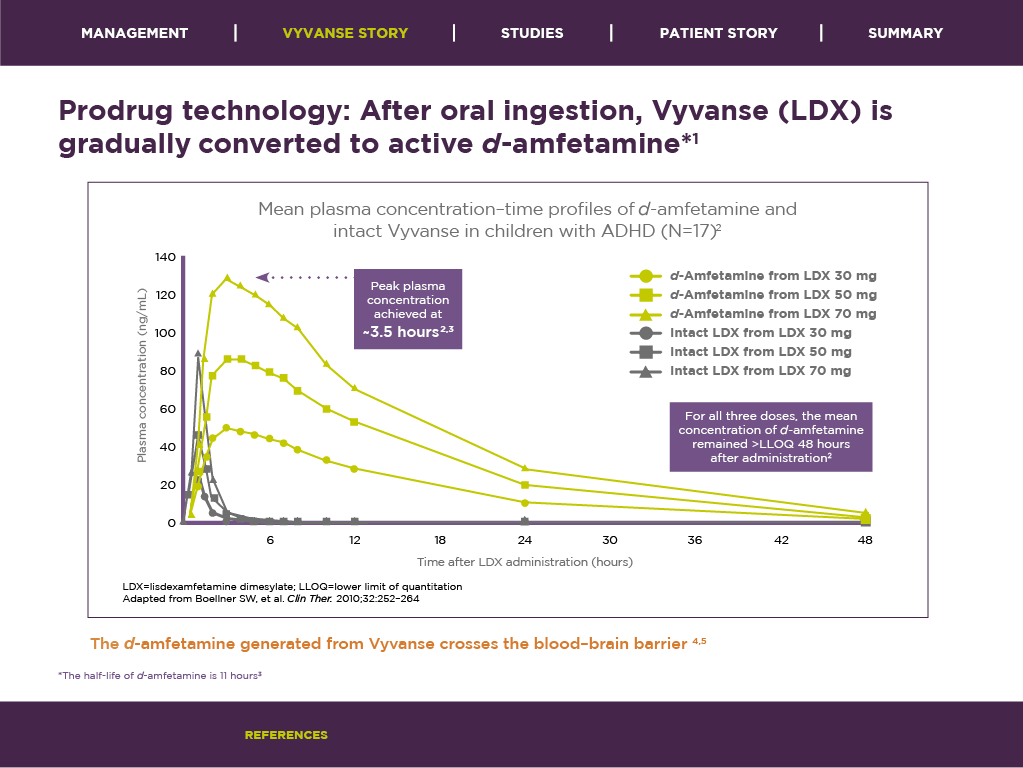 MANAGEMENT | VYVANSE STORY | STUDIES | PATIENT STORY | SUMMARY
Prodrug technology: After oral ingestion, Vyvanse (LDX) is
gradually converted to active d-amfetamine*1
Mean plasma concentration–time profiles of d-amfetamine and
intact Vyvanse in children with ADHD (N=17)2
Plasma concentration (ng/mL)
140
120
100
80
60
40
20
0
Peak plasma
concentration
achieved at
~3.5 hours2,3
d-Amfetamine from LDX 30 mg
d-Amfetamine from LDX 50 mg
d-Amfetamine from LDX 70 mg
Intact LDX from LDX 30 mg
Intact LDX from LDX 50 mg
Intact LDX from LDX 70 mg
For all three doses, the mean
concentration of d-amfetamine
remained >LLOQ 48 hours
after administration2
6 12 18 24 30 36 42 48
Time after LDX administration (hours)
LDX=lisdexamfetamine dimesylate; LLOQ=lower limit of quantitation
Adapted from Boellner SW, et al. Clin Ther. 2010;32:252–264
The d-amfetamine generated from Vyvanse crosses the blood–brain barrier 4,5
*The half-life of d-amfetamine is 11 hours3
REFERENCES